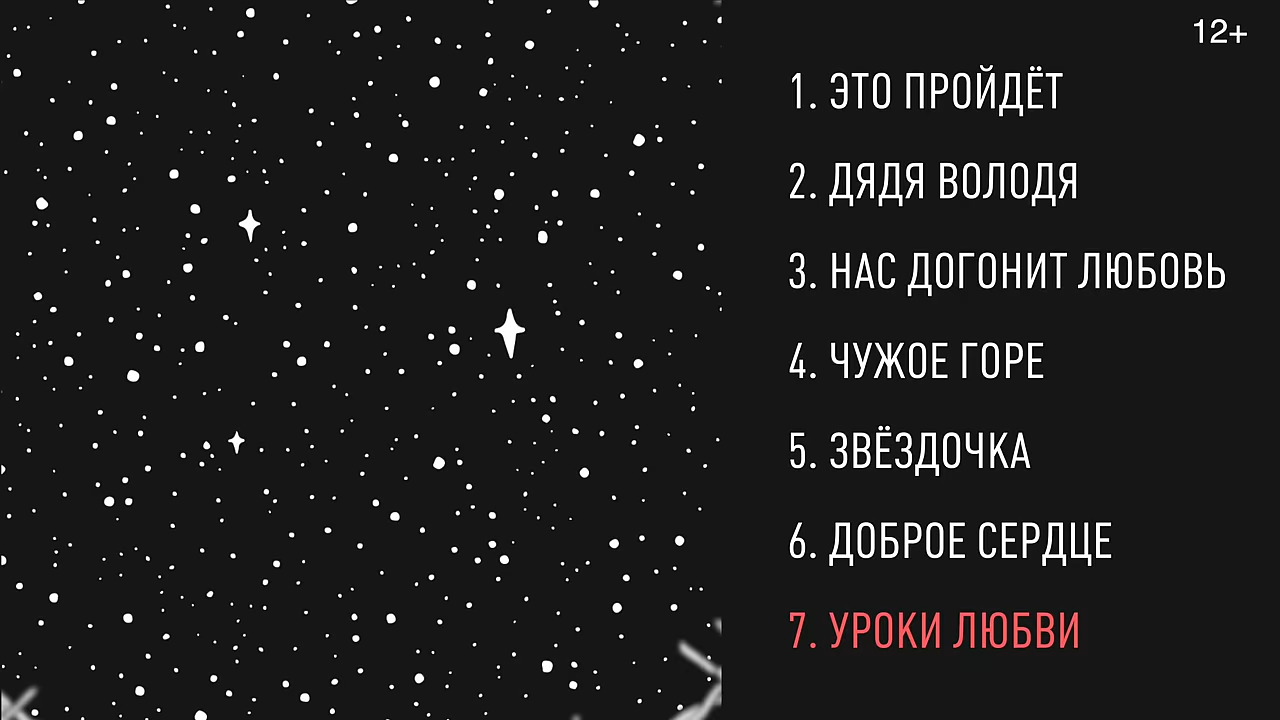 12+
1. ЭТО ПРОЙДЁТ
2. ДЯДЯ ВОЛОДЯ
3. НАС ДОГОНИТ ЛЮБОВЬ
4. ЧУЖОЕ ГОРЕ
5. ЗВЁЗДОЧКА
6. ДОБРОЕ СЕРДЦЕ
7. УРОКИ ЛЮБВИ